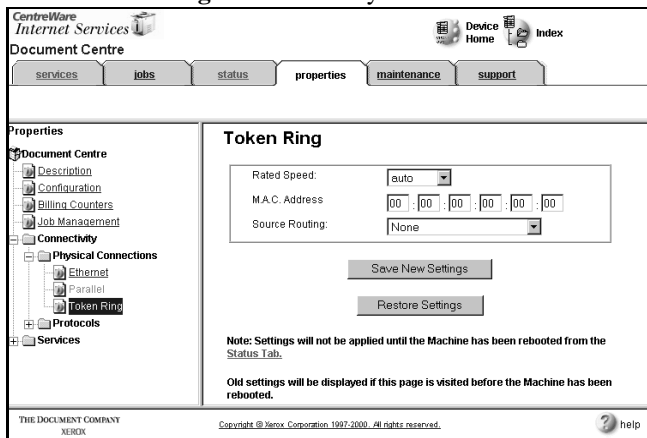 CentreWare
Internet Services
Document Centre
Device
Home
Index
services
jobs
status
properties
maintenance
support
Properties
Document Centre
Description
Configuration
Billing Counters
Job Management
Connectivity
Physical Connections
Ethernet
Parallel
Token Ring
Protocols
Services
Token Ring
Rated Speed: auto
M.A.C. Address 00 : 00 : 00 : 00 : 00 : 00
Source Routing: None
Save New Settings
Restore Settings
Note: Settings will not be applied until the Machine has been rebooted from the
Status Tab.
Old settings will be displayed if this page is visited before the Machine has been
rebooted.
THE DOCUMENT COMPANY
XEROX
Copyright @ Xerox Corporation 1997-2000. All rights reserved.
help